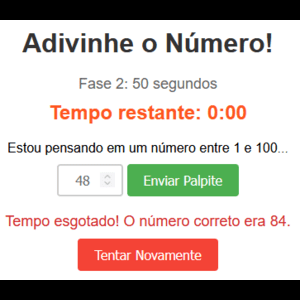 Adivinhe o Número!
Fase 2: 50 segundos
Tempo restante: 0:00
Estou pensando em um número entre 1 e 100...
48
Enviar Palpite
Tempo esgotado! O número correto era 84.
Tentar Novamente